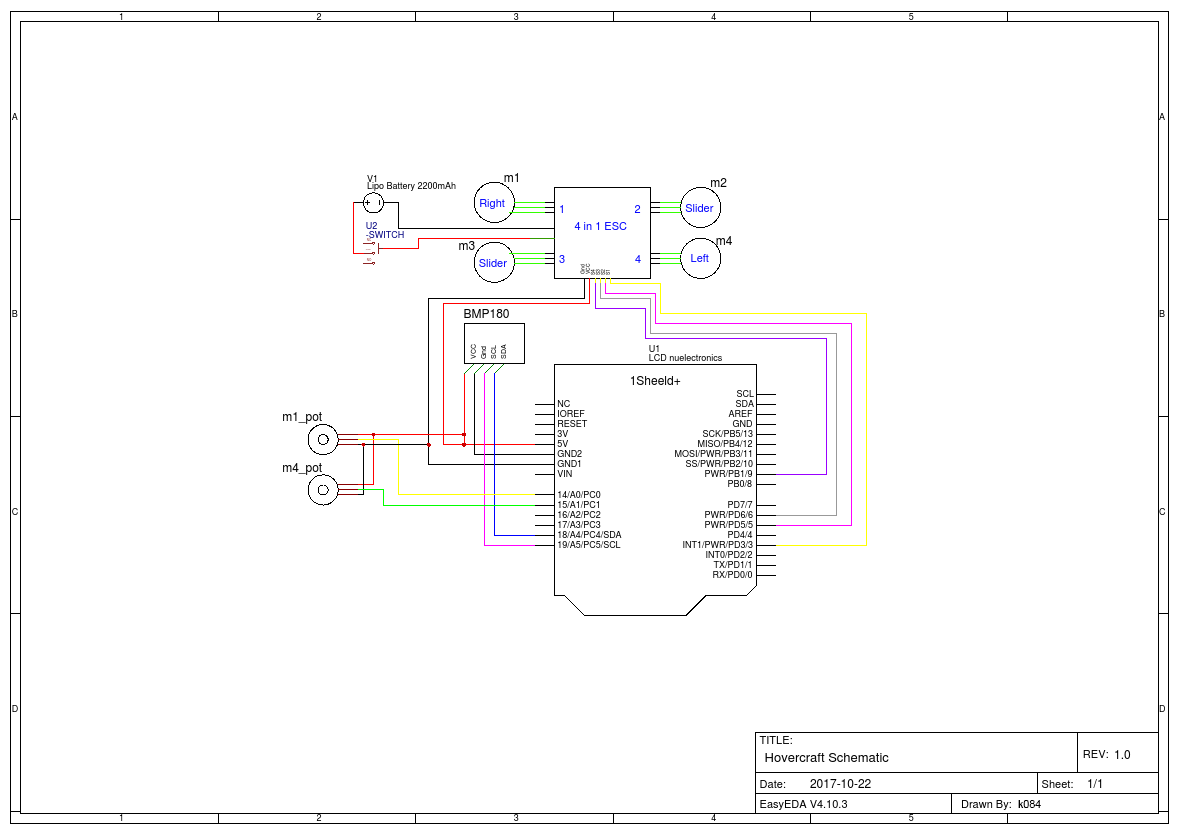 1 2 3 4 5
A A
V1
Lipo Battery 2200mAh
m1
m2
Right
1
2
Slider
U2
-SWITCH
4 in 1 ESC
m3
m4
Slider
3
4
Left
Gnd
VCC
B B
BMP180
VCC
Gnd
SCL
SDA
U1
LCD nuelectronics
1Sheeld+
NC
IOREF
RESET
3V
5V
GND2
GND1
VIN
14/A0/PC0
15/A1/PC1
16/A2/PC2
17/A3/PC3
18/A4/PC4/SDA
19/A5/PC5/SCL
SCL
SDA
AREF
GND
SCK/PB5/13
MISO/PB4/12
MOSI/PWR/PB3/11
SS/PWR/PB2/10
PWR/PB1/9
PB0/8
PD7/7
PWR/PD6/6
PWR/PD5/5
PD4/4
INT1/PWR/PD3/3
INT0/PD2/2
TX/PD1/1
RX/PD0/0
m1_pot
m4_pot
C C
D D
TITLE:
Hovercraft Schematic
REV: 1.0
Date: 2017-10-22
Sheet: 1/1
EasyEDA V4.10.3
Drawn By: k084
1 2 3 4 5